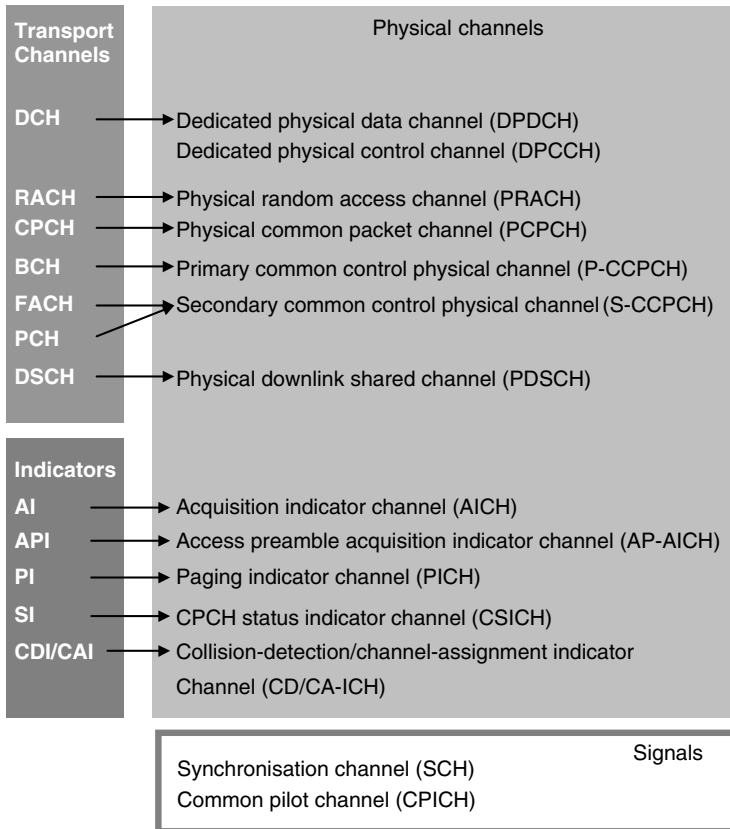 Transport Channels
Physical channels
DCH
Dedicated physical data channel (DPDCH)
Dedicated physical control channel (DPCCH)
RACH
Physical random access channel (PRACH)
CPCH
Physical common packet channel (PCPCH)
BCH
Primary common control physical channel (P-CCPCH)
FACH
Secondary common control physical channel (S-CCPCH)
PCH
DSCH
Physical downlink shared channel (PDSCH)
Indicators
AI
Acquisition indicator channel (AICH)
API
Access preamble acquisition indicator channel (AP-AICH)
PI
Paging indicator channel (PICH)
SI
CPCH status indicator channel (CSICH)
CDI/CAI
Collision-detection/channel-assignment indicator
Channel (CD/CA-ICH)
Signals
Synchronisation channel (SCH)
Common pilot channel (CPICH)